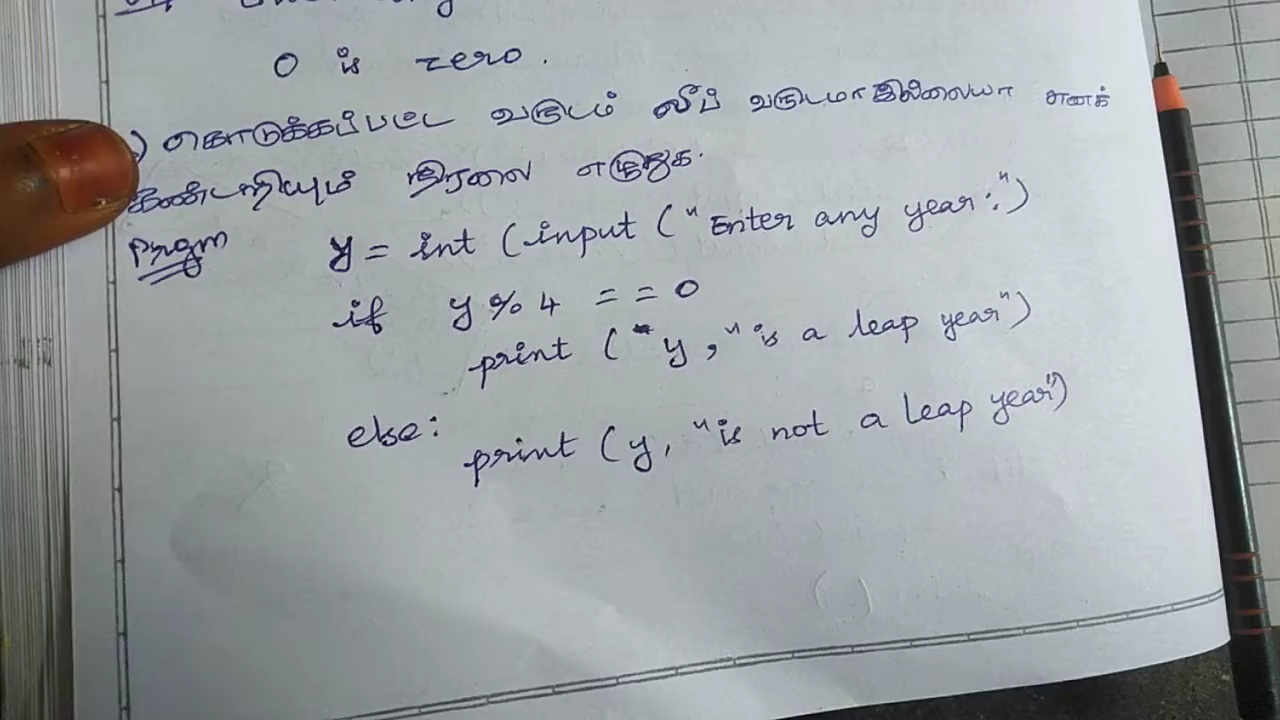 0 is zero.
) கொடுக்கப்பட்ட வருடம் லீப் வருடமா இல்லையா எனக்
கண்டறியும் நிரலை எழுதுக.
Prgm y = int (input ("Enter any year:")
if y % 4 == 0
print (y, "is a leap year")
else:
print (y, "is not a leap year")